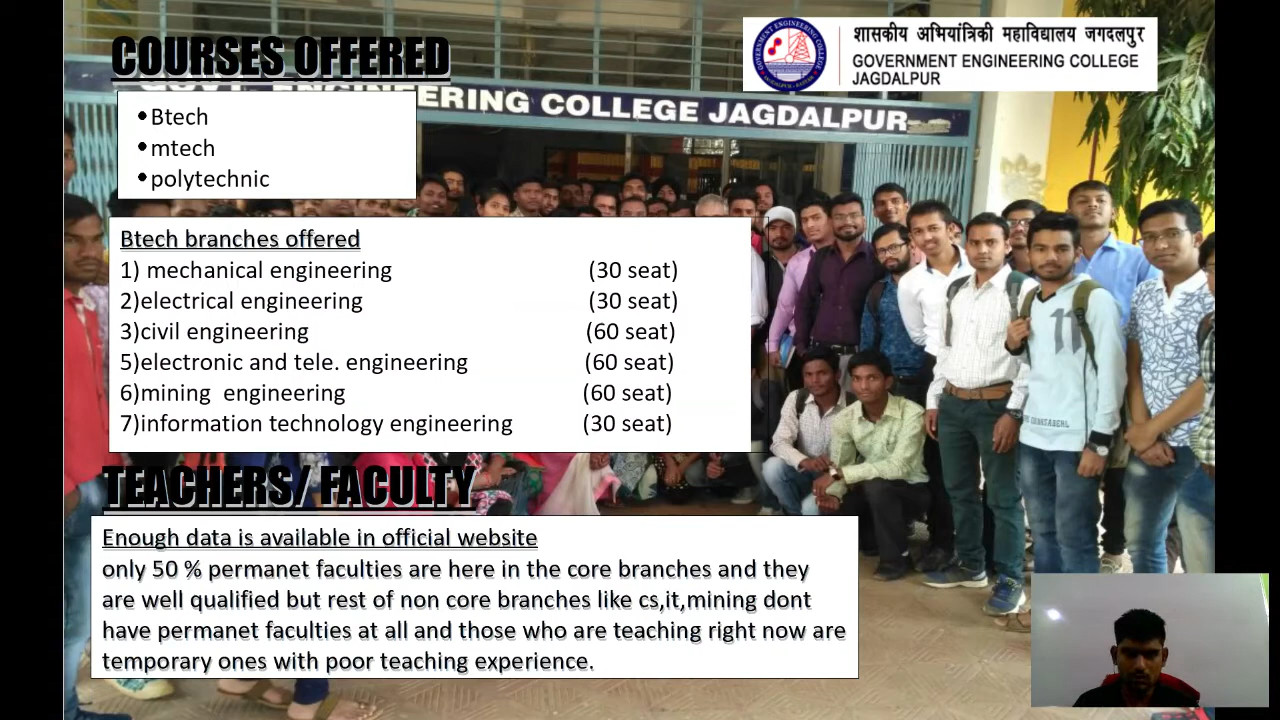 COURSES OFFERED
शासकीय अभियांत्रिकी महाविद्यालय जगदलपुर
GOVERNMENT ENGINEERING COLLEGE
JAGDALPUR
GOVT. ENGINEERING COLLEGE JAGDALPUR
•Btech
•mtech
•polytechnic
Btech branches offered
1) mechanical engineering (30 seat)
2)electrical engineering (30 seat)
3)civil engineering (60 seat)
5)electronic and tele. engineering (60 seat)
6)mining engineering (60 seat)
7)information technology engineering (30 seat)
11
TEACHERS/ FACULTY
Enough data is available in official website
only 50 % permanet faculties are here in the core branches and they
are well qualified but rest of non core branches like cs,it,mining dont
have permanet faculties at all and those who are teaching right now are
temporary ones with poor teaching experience.